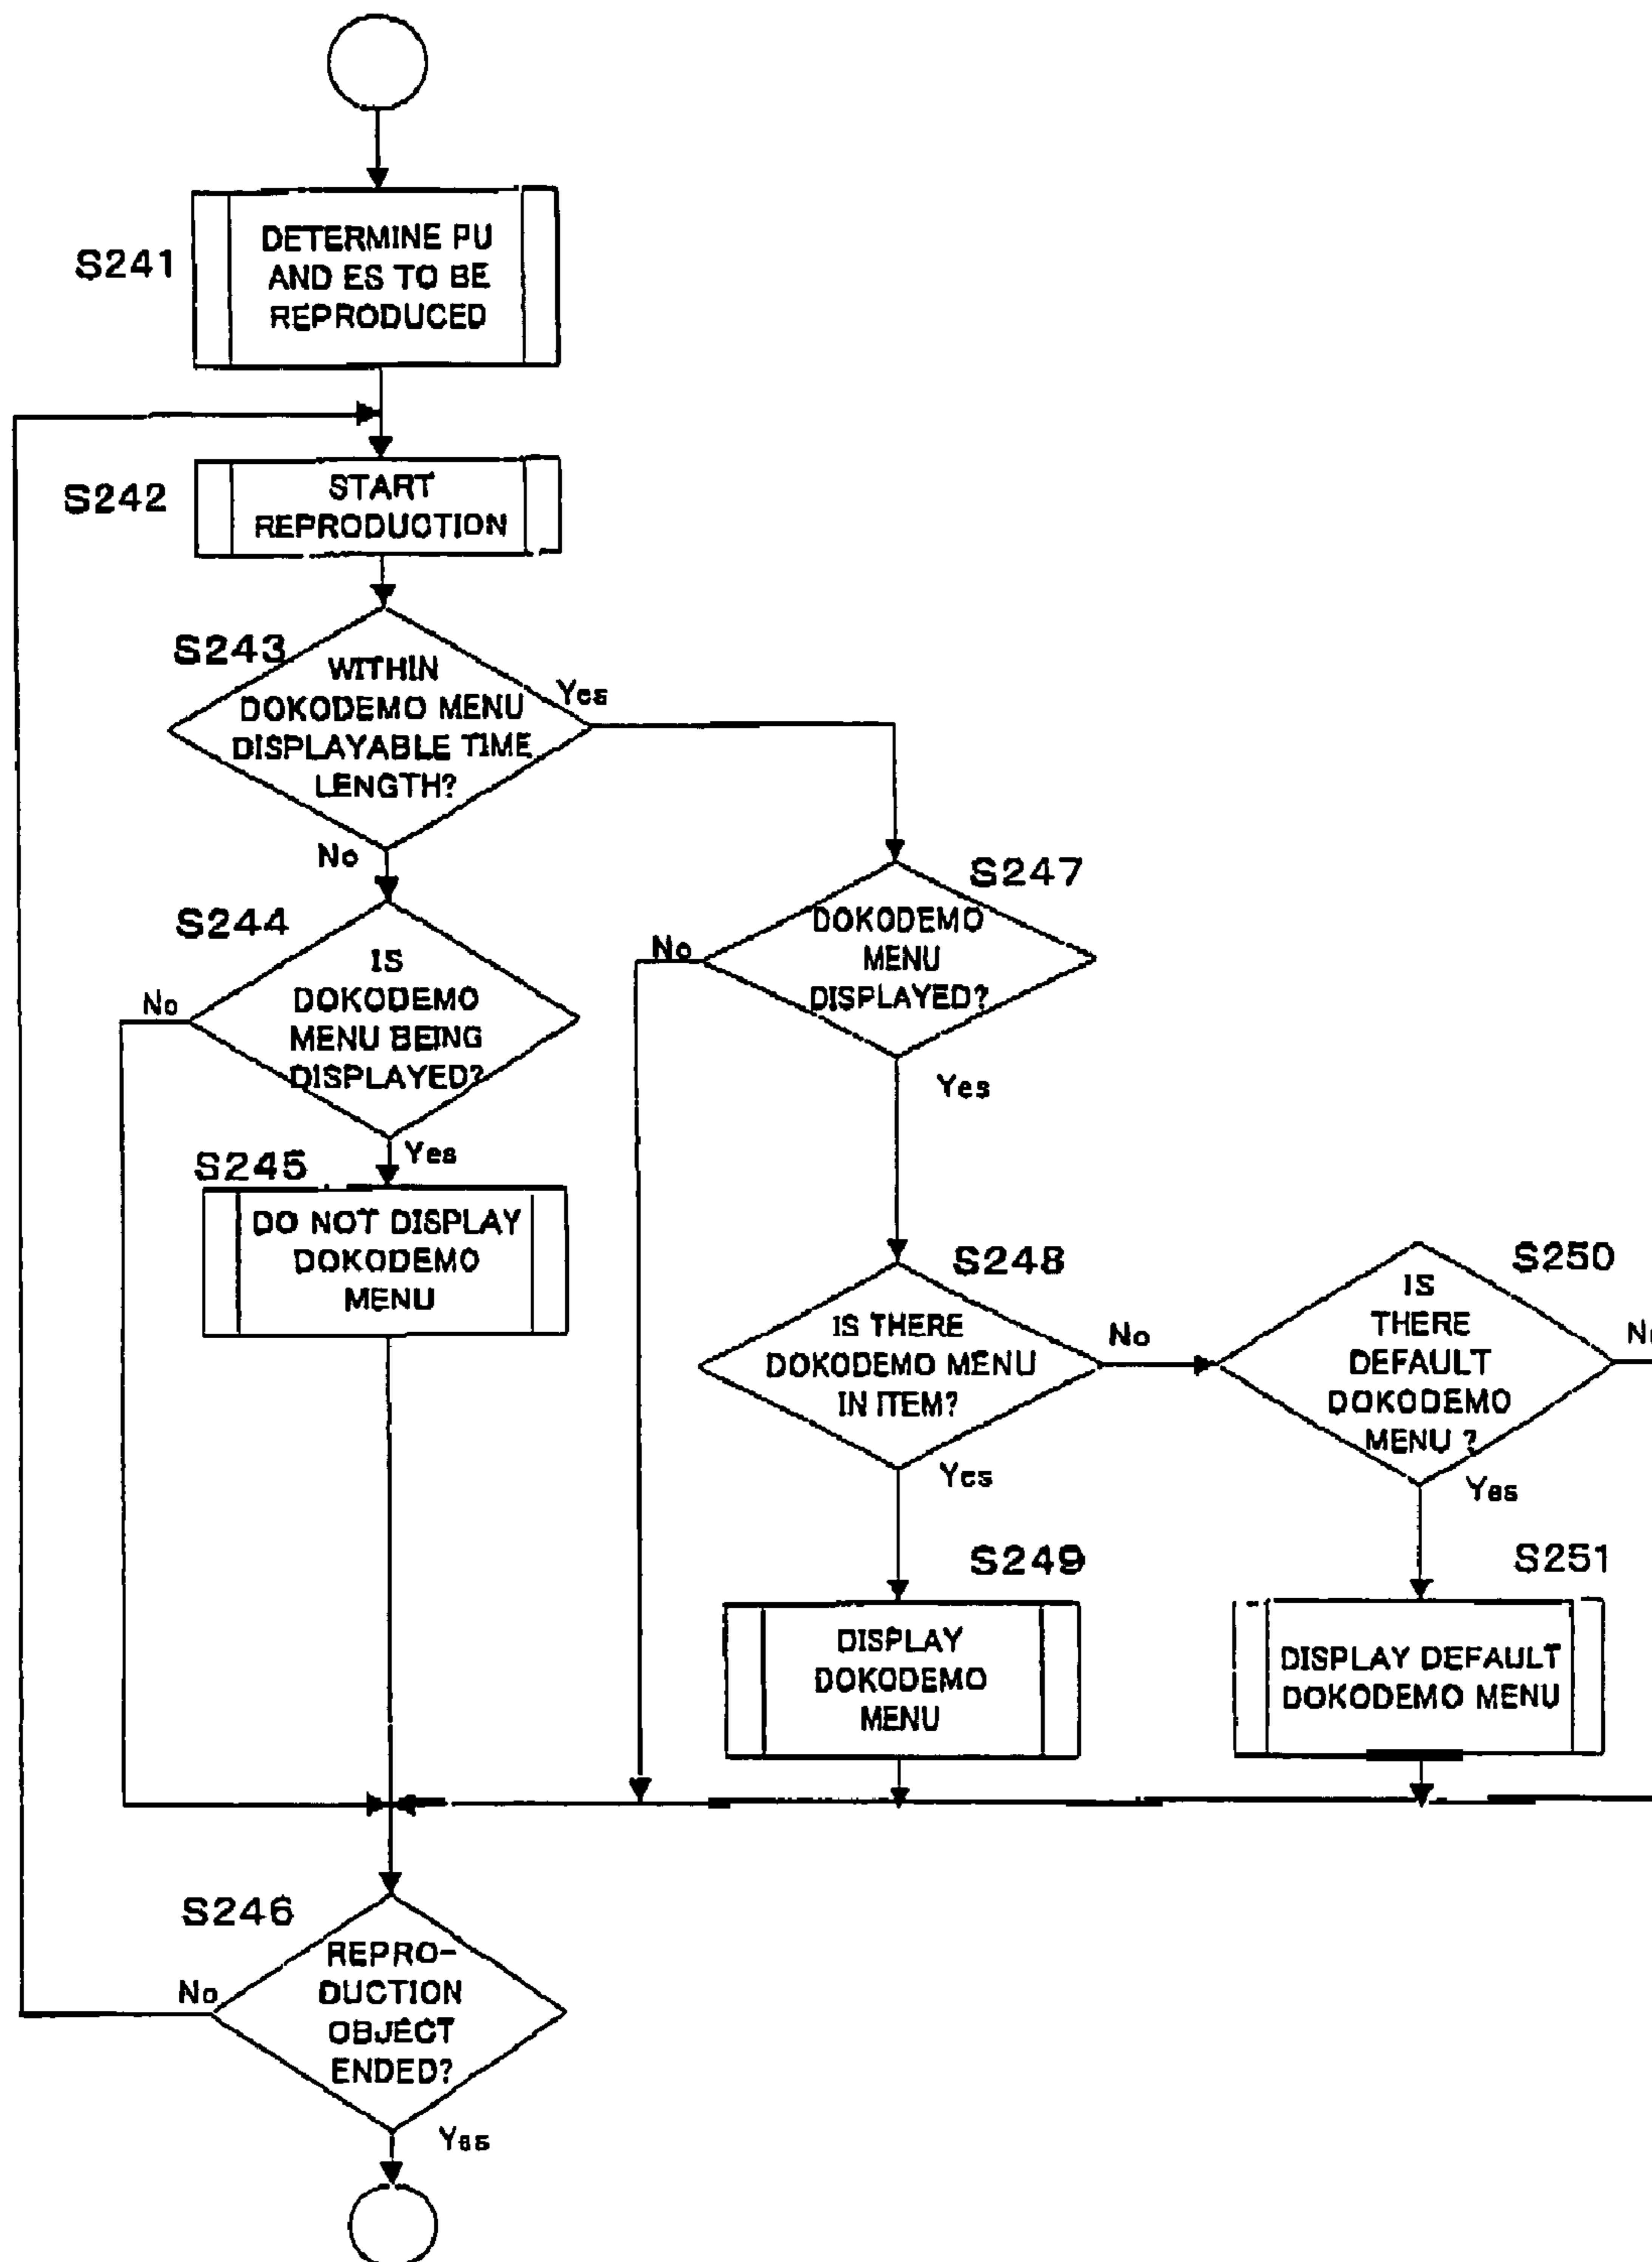 S241
DETERMINE PU
AND ES TO BE
REPRODUCED
S242
START
REPRODUCTION
S243
WITHIN
DOKODEMO MENU
DISPLAYABLE TIME
LENGTH?
Yes
No
S244
IS
DOKODEMO
MENU BEING
DISPLAYED?
No
Yes
S245
DO NOT DISPLAY
DOKODEMO
MENU
S247
DOKODEMO
MENU
DISPLAYED?
No
Yes
S248
IS THERE
DOKODEMO MENU
IN ITEM?
No
Yes
S250
IS
THERE
DEFAULT
DOKODEMO
MENU ?
Yes
S249
DISPLAY
DOKODEMO
MENU
S251
DISPLAY DEFAULT
DOKODEMO MENU
S246
REPRO-
DUCTION
OBJECT
ENDED?
No
Yes